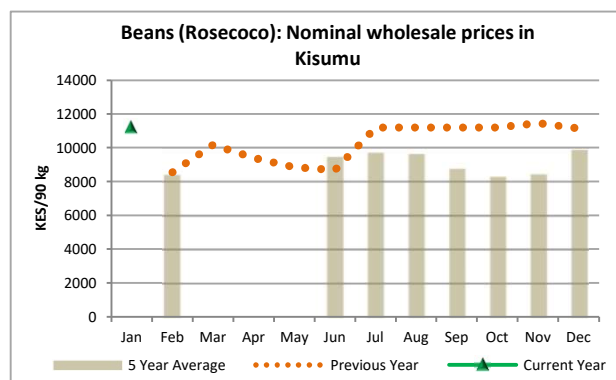 Beans (Rosecoco): Nominal wholesale prices in
Kisumu
14000
12000
10000
8000
6000
4000
2000
0
KES/90 kg
Jan Feb Mar Apr May Jun Jul Aug Sep Oct Nov Dec
5 Year Average Previous Year Current Year